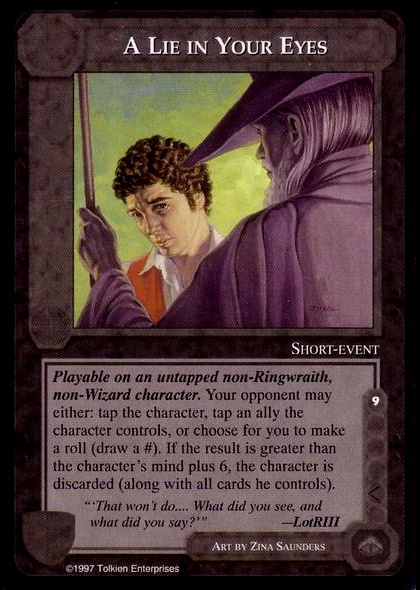 A LIE IN YOUR EYES
SHORT-EVENT
Playable on an untapped non-Ringwraith,
non-Wizard character. Your opponent may
either: tap the character, tap an ally the
character controls, or choose for you to make
a roll (draw a #). If the result is greater than
the character's mind plus 6, the character is
discarded (along with all cards he controls).
9
"'That won't do.... What did you see, and
what did you say?'" —LotRIII
ART BY ZINA SAUNDERS
©1997 Tolkien Enterprises